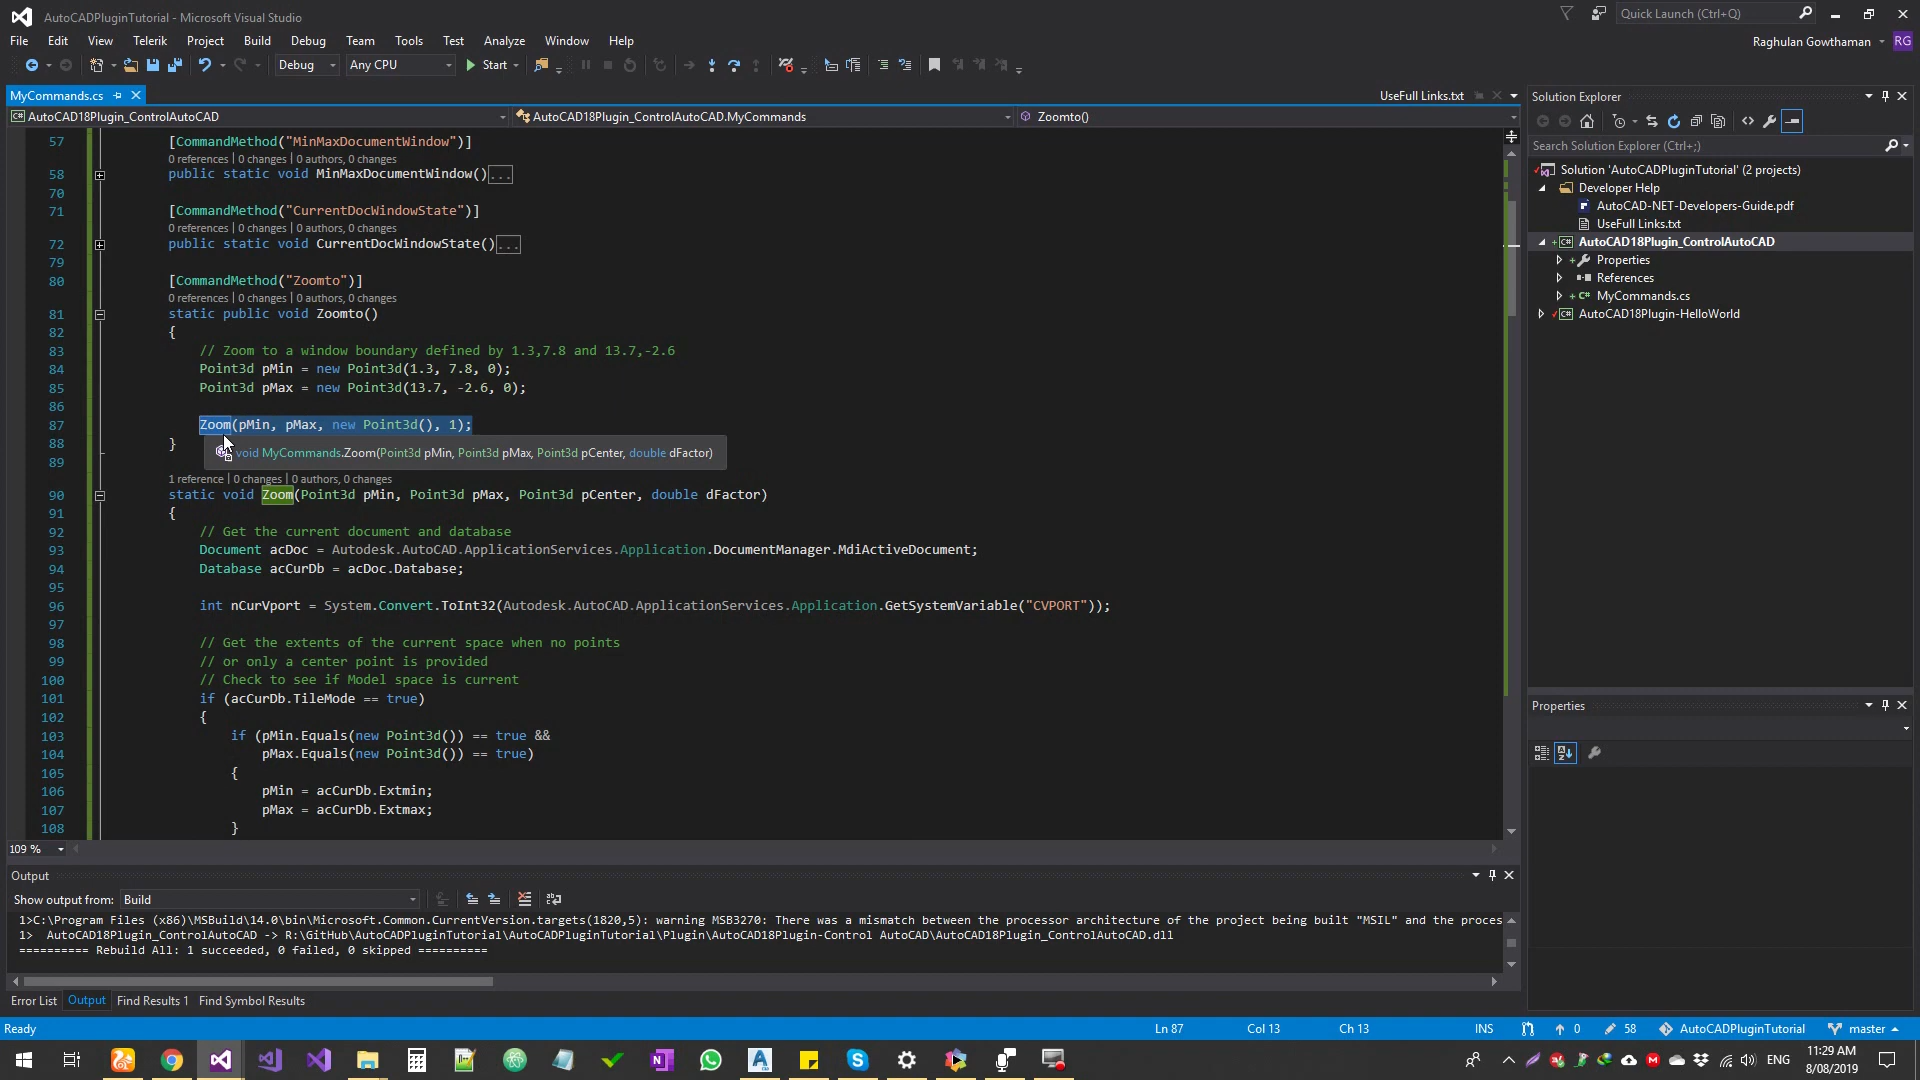 AutoCADPluginTutorial - Microsoft Visual Studio
Quick Launch (Ctrl+Q)
File Edit View Telerik Project Build Debug Team Tools Test Analyze Window Help
Raghulan Gowthaman RG
Debug Any CPU Start
MyCommands.cs
UseFull Links.txt
AutoCAD18Plugin_ControlAutoCAD AutoCAD18Plugin_ControlAutoCAD.MyCommands Zoomto()
57 [CommandMethod("MinMaxDocumentWindow")]
0 references | 0 changes | 0 authors, 0 changes
58 public static void MinMaxDocumentWindow()...
70
71 [CommandMethod("CurrentDocWindowState")]
0 references | 0 changes | 0 authors, 0 changes
72 public static void CurrentDocWindowState()...
79
80 [CommandMethod("Zoomto")]
0 references | 0 changes | 0 authors, 0 changes
81 static public void Zoomto()
82 {
83 // Zoom to a window boundary defined by 1.3,7.8 and 13.7,-2.6
84 Point3d pMin = new Point3d(1.3, 7.8, 0);
85 Point3d pMax = new Point3d(13.7, -2.6, 0);
86
87 Zoom(pMin, pMax, new Point3d(), 1);
88 }
void MyCommands.Zoom(Point3d pMin, Point3d pMax, Point3d pCenter, double dFactor)
89
1 reference | 0 changes | 0 authors, 0 changes
90 static void Zoom(Point3d pMin, Point3d pMax, Point3d pCenter, double dFactor)
91 {
92 // Get the current document and database
93 Document acDoc = Autodesk.AutoCAD.ApplicationServices.Application.DocumentManager.MdiActiveDocument;
94 Database acCurDb = acDoc.Database;
95
96 int nCurVport = System.Convert.ToInt32(Autodesk.AutoCAD.ApplicationServices.Application.GetSystemVariable("CVPORT"));
97
98 // Get the extents of the current space when no points
99 // or only a center point is provided
100 // Check to see if Model space is current
101 if (acCurDb.TileMode == true)
102 {
103 if (pMin.Equals(new Point3d()) == true &&
104 pMax.Equals(new Point3d()) == true)
105 {
106 pMin = acCurDb.Extmin;
107 pMax = acCurDb.Extmax;
108 }
109 %
Solution Explorer
Search Solution Explorer (Ctrl+;)
Solution 'AutoCADPluginTutorial' (2 projects)
Developer Help
AutoCAD-NET-Developers-Guide.pdf
UseFull Links.txt
AutoCAD18Plugin_ControlAutoCAD
Properties
References
MyCommands.cs
AutoCAD18Plugin-HelloWorld
Properties
Output
Show output from: Build
1>C:\Program Files (x86)\MSBuild\14.0\bin\Microsoft.Common.CurrentVersion.targets(1820,5): warning MSB3270: There was a mismatch between the processor architecture of the project being built "MSIL" and the proces
1> AutoCAD18Plugin_ControlAutoCAD -> R:\GitHub\AutoCADPluginTutorial\AutoCADPluginTutorial\Plugin\AutoCAD18Plugin-Control AutoCAD\AutoCAD18Plugin_ControlAutoCAD.dll
========== Rebuild All: 1 succeeded, 0 failed, 0 skipped ==========
Error List Output Find Results 1 Find Symbol Results
Ready Ln 87 Col 13 Ch 13 INS 0 58 AutoCADPluginTutorial master
ENG 11:29 AM
8/08/2019